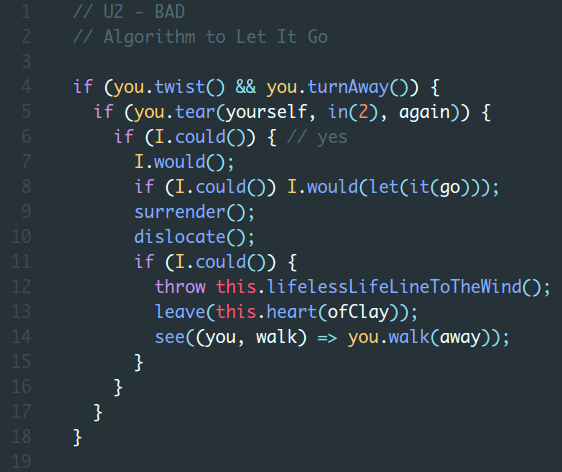 1 // U2 - BAD
2 // Algorithm to Let It Go
3
4 if (you.twist() && you.turnAway()) {
5 if (you.tear(yourself, in(2), again)) {
6 if (I.could()) { // yes
7 I.would();
8 if (I.could()) I.would(let(it(go)));
9 surrender();
10 dislocate();
11 if (I.could()) {
12 throw this.lifelessLifeLineToTheWind();
13 leave(this.heart(ofClay));
14 see((you, walk) => you.walk(away));
15 }
16 }
17 }
18 }
19